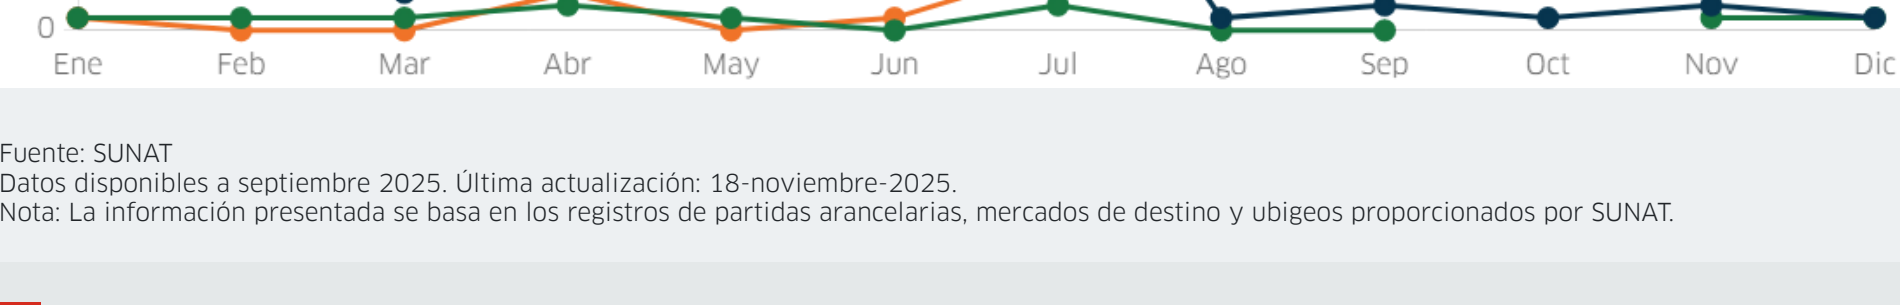 0
Ene Feb Mar Abr May Jun Jul Ago Sep Oct Nov Dic
Fuente: SUNAT
Datos disponibles a septiembre 2025. Última actualización: 18-noviembre-2025.
Nota: La información presentada se basa en los registros de partidas arancelarias, mercados de destino y ubigeos proporcionados por SUNAT.